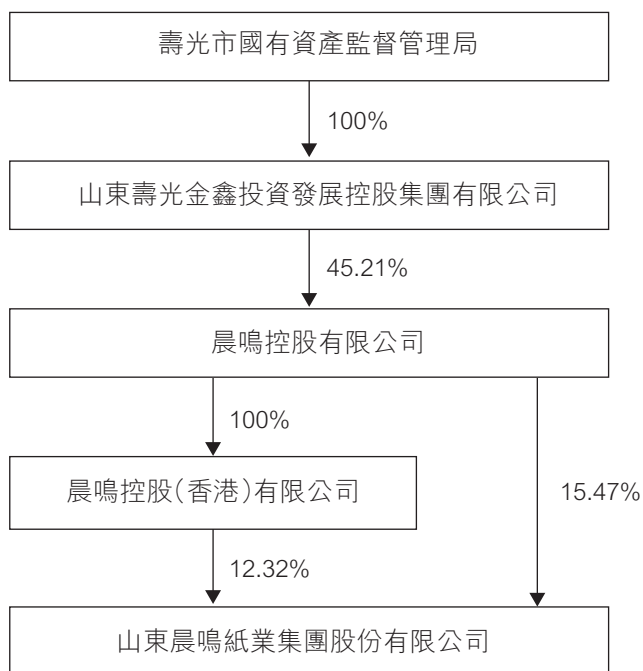 壽光市國有資產監督管理局
100%
山東壽光金鑫投資發展控股集團有限公司
45.21%
晨鳴控股有限公司
100%
晨鳴控股(香港)有限公司
15.47%
12.32%
山東晨鳴紙業集團股份有限公司